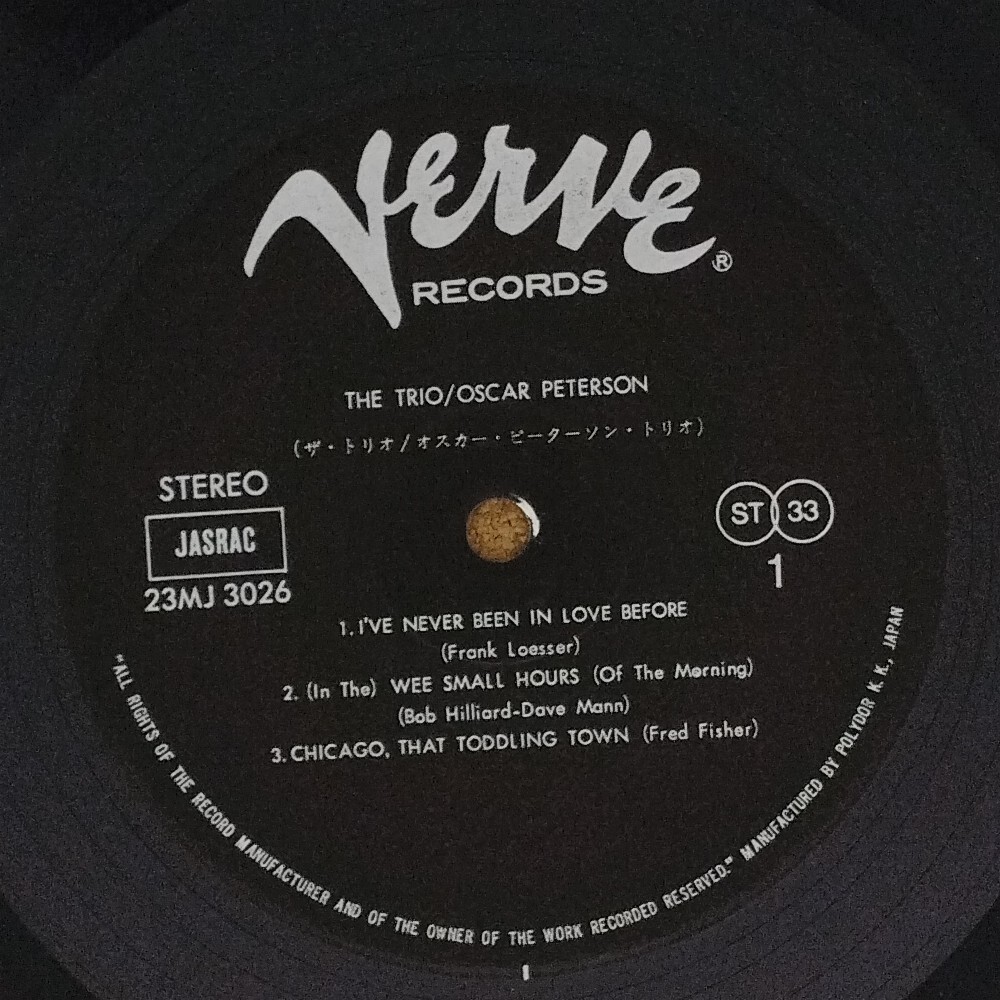 VERVE
RECORDS
®
THE TRIO/OSCAR PETERSON
(ザ・トリオ/オスカー・ピーターソン・トリオ)
STEREO
JASRAC
23MJ 3026
ST 33
1
1. I'VE NEVER BEEN IN LOVE BEFORE
(Frank Loesser)
2. (In The) WEE SMALL HOURS (Of The Morning)
(Bob Hilliard-Dave Mann)
3. CHICAGO, THAT TODDLING TOWN (Fred Fisher)
"ALL RIGHTS OF THE RECORD MANUFACTURER AND OF THE OWNER OF THE WORK RECORDED RESERVED." MANUFACTURED BY POLYDOR K. K., JAPAN